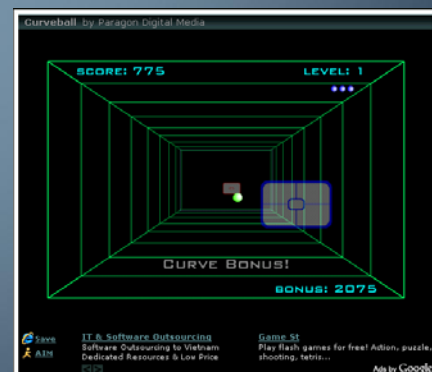 Curveball by Paragon Digital Media
SCORE: 775
LEVEL: 1
CURVE BONUS!
BONUS: 2075
Save
AIM
IT & Software Outsourcing
Software Outsourcing to Vietnam
Dedicated Resources & Low Price
Game St
Play flash games for free! Action, puzzle,
shooting, tetris...
Ads by Google